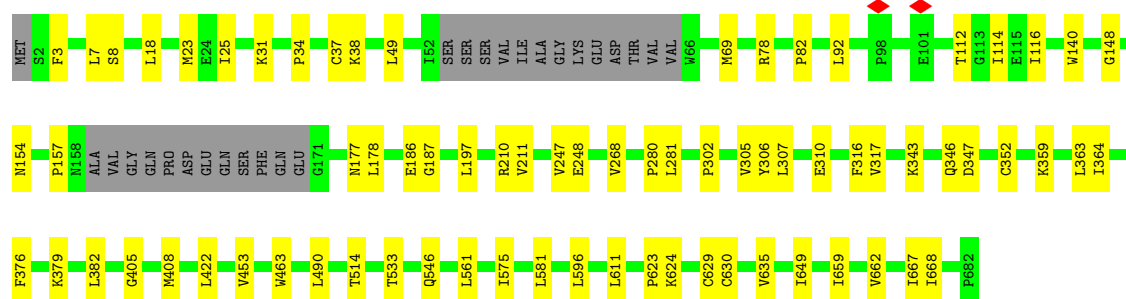 MET S2 F3 L7 S8 L18 M23 E24 I25 K31 P34 C37 K38 L49 I52 SER SER SER VAL ILE ALA GLY LYS GLU ASP THR VAL VAL W66 M69 R78 P82 L92 P98 E101 T112 G113 I114 E115 I116 W140 G148
N154 P157 N158 ALA VAL GLY GLN PRO ASP GLU GLN SER PHE GLN GLU G171 N177 L178 E186 G187 L197 R210 V211 V247 E248 V268 P280 L281 P302 V305 Y306 L307 E310 F316 V317 K343 Q346 D347 C352 K359 L363 I364
F376 K379 L382 G405 M408 L422 V453 W463 L490 T514 T533 Q546 L561 I575 L581 L596 L611 P623 K624 C629 C630 V635 I649 I659 V662 I667 I668 P682